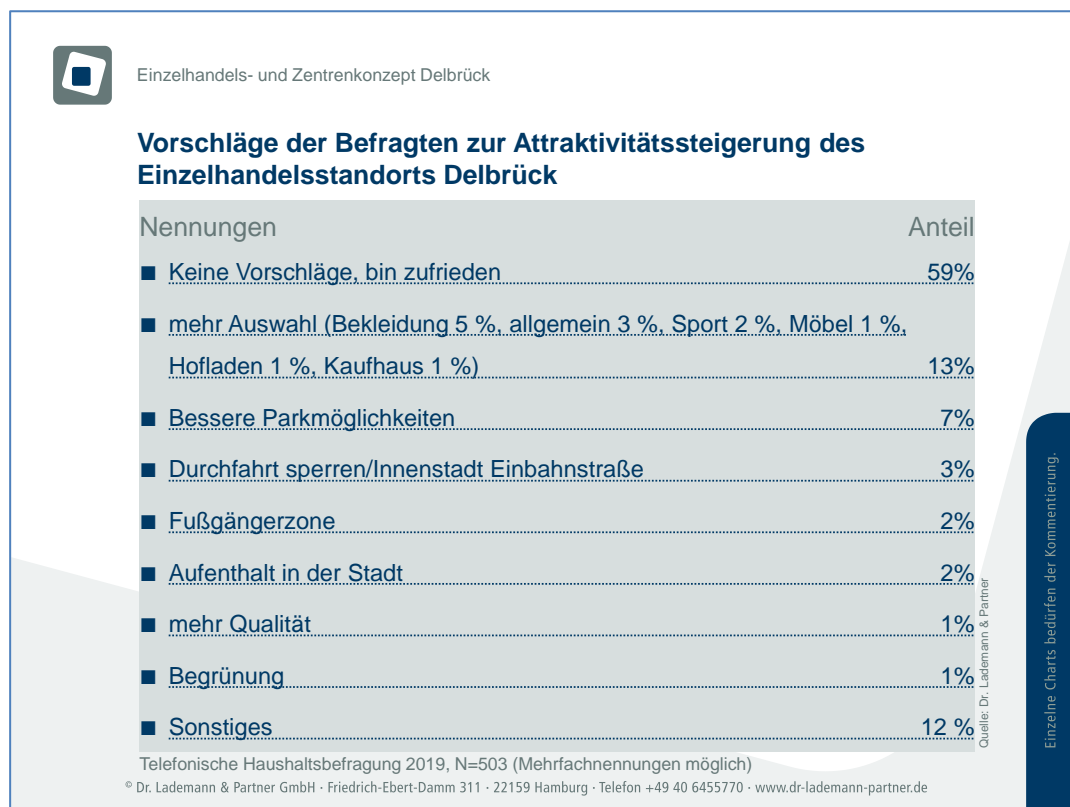 Einzelhandels- und Zentrenkonzept Delbrück
Vorschläge der Befragten zur Attraktivitätssteigerung des
Einzelhandelsstandorts Delbrück
Nennungen Anteil
■ Keine Vorschläge, bin zufrieden 59%
■ mehr Auswahl (Bekleidung 5 %, allgemein 3 %, Sport 2 %, Möbel 1 %,
Hofladen 1 %, Kaufhaus 1 %) 13%
■ Bessere Parkmöglichkeiten 7%
■ Durchfahrt sperren/Innenstadt Einbahnstraße 3%
■ Fußgängerzone 2%
■ Aufenthalt in der Stadt 2%
■ mehr Qualität 1%
■ Begrünung 1%
■ Sonstiges 12 %
Telefonische Haushaltsbefragung 2019, N=503 (Mehrfachnennungen möglich)
© Dr. Lademann & Partner GmbH · Friedrich-Ebert-Damm 311 · 22159 Hamburg · Telefon +49 40 6455770 · www.dr-lademann-partner.de
Quelle: Dr. Lademann & Partner
Einzelne Charts bedürfen der Kommentierung.